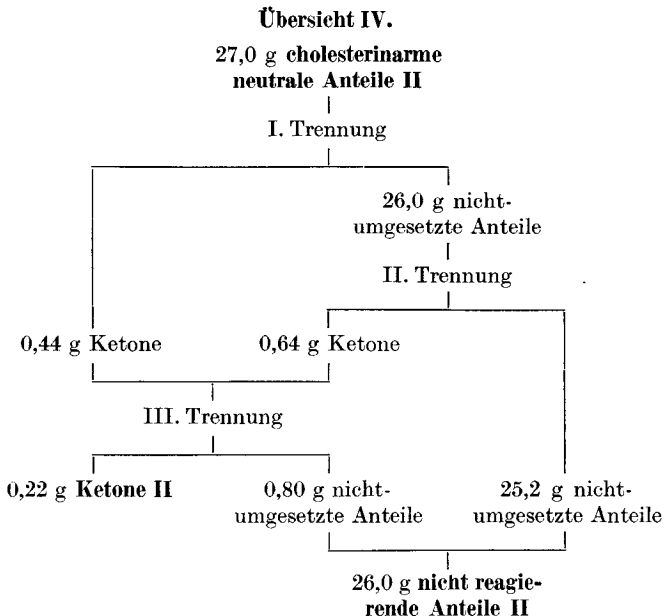 Übersicht IV.
27,0 g cholesterinarme
neutrale Anteile II
I. Trennung
26,0 g nicht-
umgesetzte Anteile
II. Trennung
0,44 g Ketone
0,64 g Ketone
III. Trennung
0,22 g Ketone II
0,80 g nicht-
umgesetzte Anteile
25,2 g nicht-
umgesetzte Anteile
26,0 g nicht reagie-
rende Anteile II